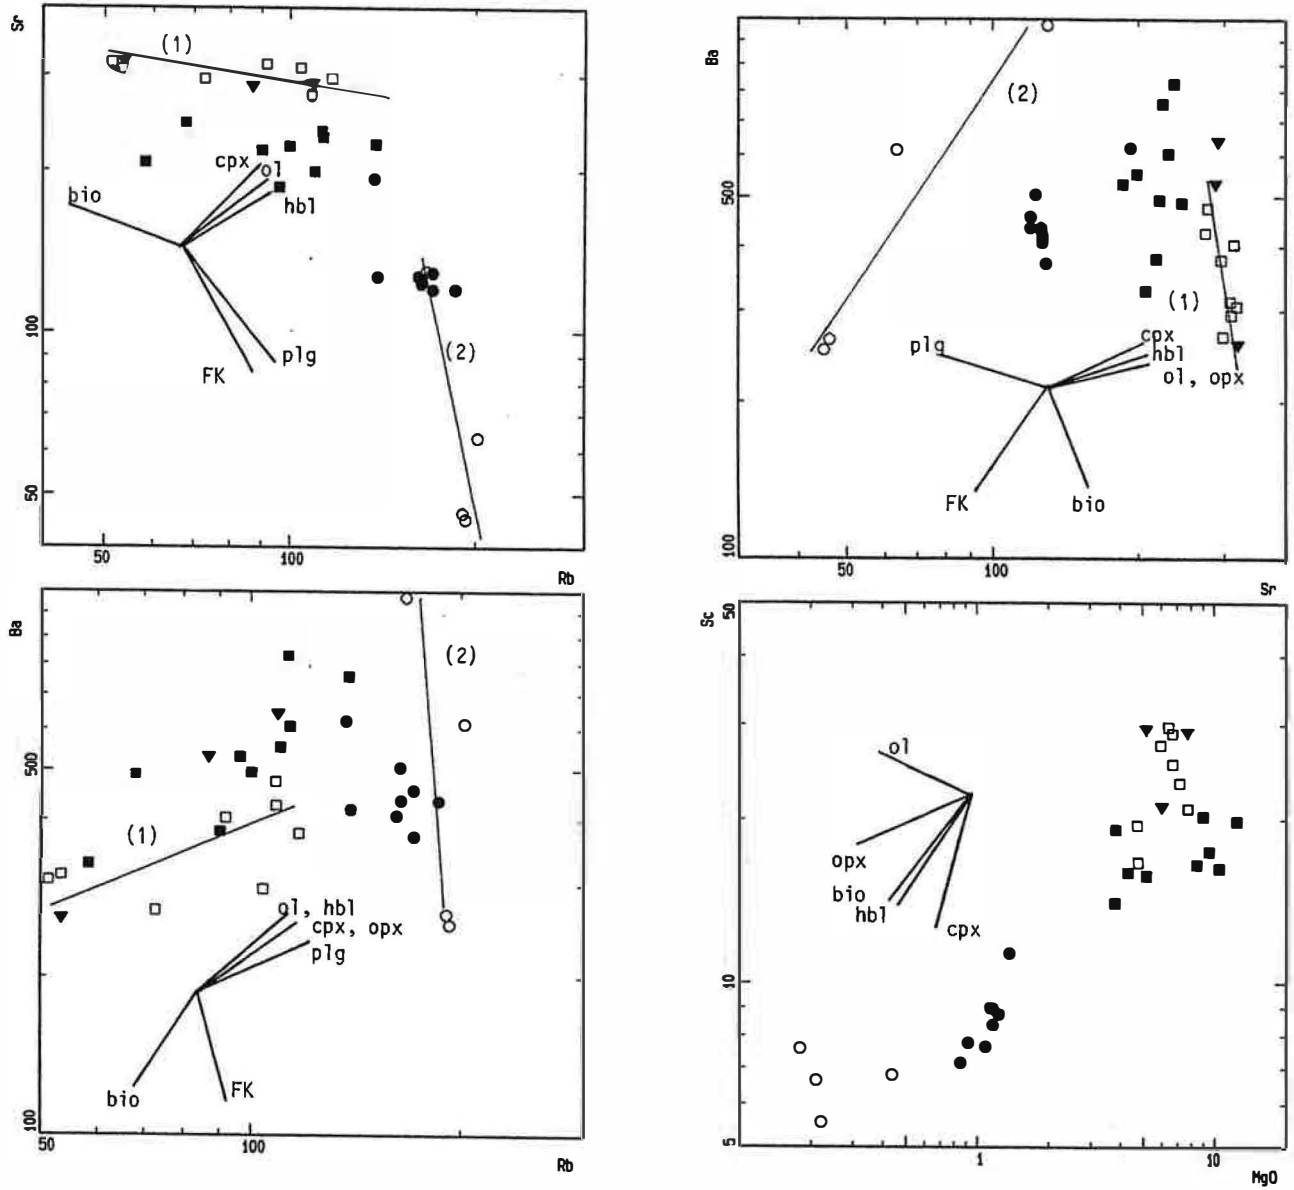 Sr
(1)
cpx
ol
bio
hbl
100
(2)
plg
FK
50
50
100
Rb
Ba
(2)
500
(1)
plg
cpx
hbl
ol, opx
FK
bio
100
50
100
Sr
Ba
(2)
500
(1)
ol, hbl
cpx, opx
plg
bio
FK
100
50
100
Rb
50
Sc
ol
opx
bio
hbl
cpx
10
5
1
10
MgO